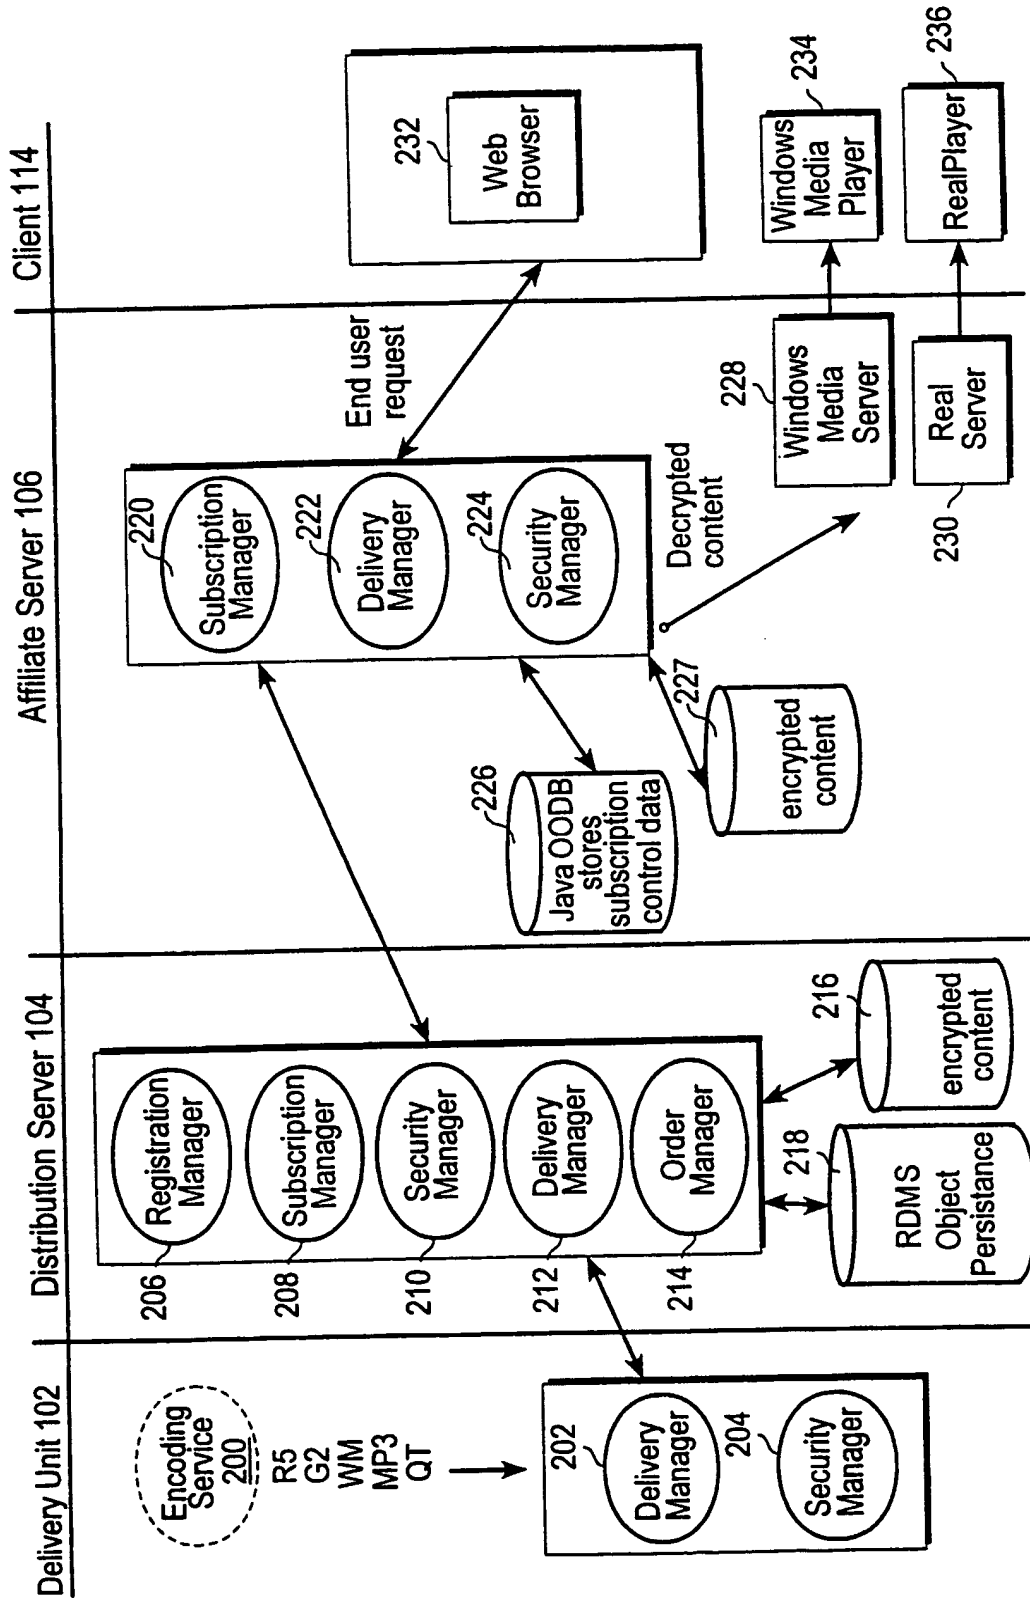 Delivery Unit 102
Encoding
Service
200
R5
G2
WM
MP3
QT
202
Delivery
Manager
204
Security
Manager
Distribution Server 104
206
Registration
Manager
208
Subscription
Manager
210
Security
Manager
212
Delivery
Manager
214
Order
Manager
218
RDMS
Object
Persistance
216
encrypted
content
Affiliate Server 106
220
Subscription
Manager
222
Delivery
Manager
224
Security
Manager
226
Java OODB
stores
subscription
control data
227
encrypted
content
End user
request
Decrypted
content
228
Windows
Media
Server
230
Real
Server
Client 114
232
Web
Browser
234
Windows
Media
Player
236
RealPlayer